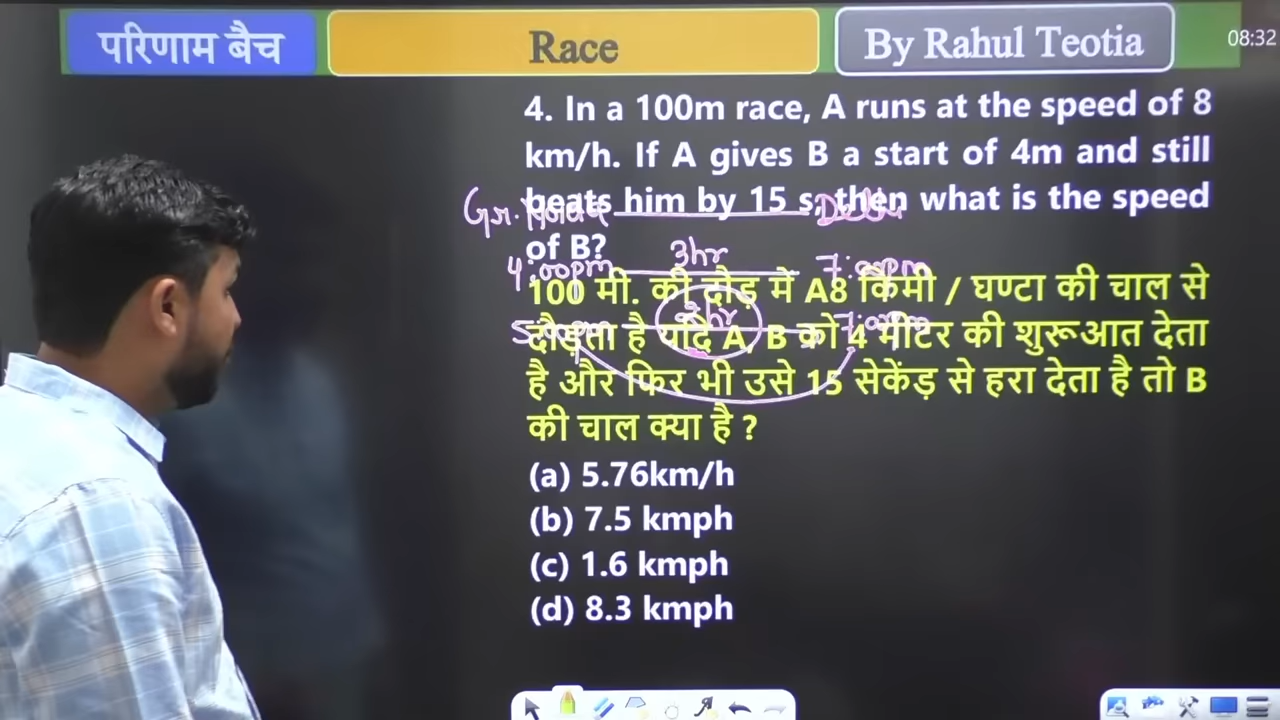 परिणाम बैच
Race
By Rahul Teotia
08:32
4. In a 100m race, A runs at the speed of 8
km/h. If A gives B a start of 4m and still
beats him by 15 s, then what is the speed
of B?
3hr
4:00pm
7:00pm
100 मी. की दौड़ में A8 किमी / घण्टा की चाल से
दौड़ता है यदि A, B को 4 मीटर की शुरूआत देता
है और फिर भी उसे 15 सेकेंड़ से हरा देता है तो B
की चाल क्या है ?
(a) 5.76km/h
(b) 7.5 kmph
(c) 1.6 kmph
(d) 8.3 kmph